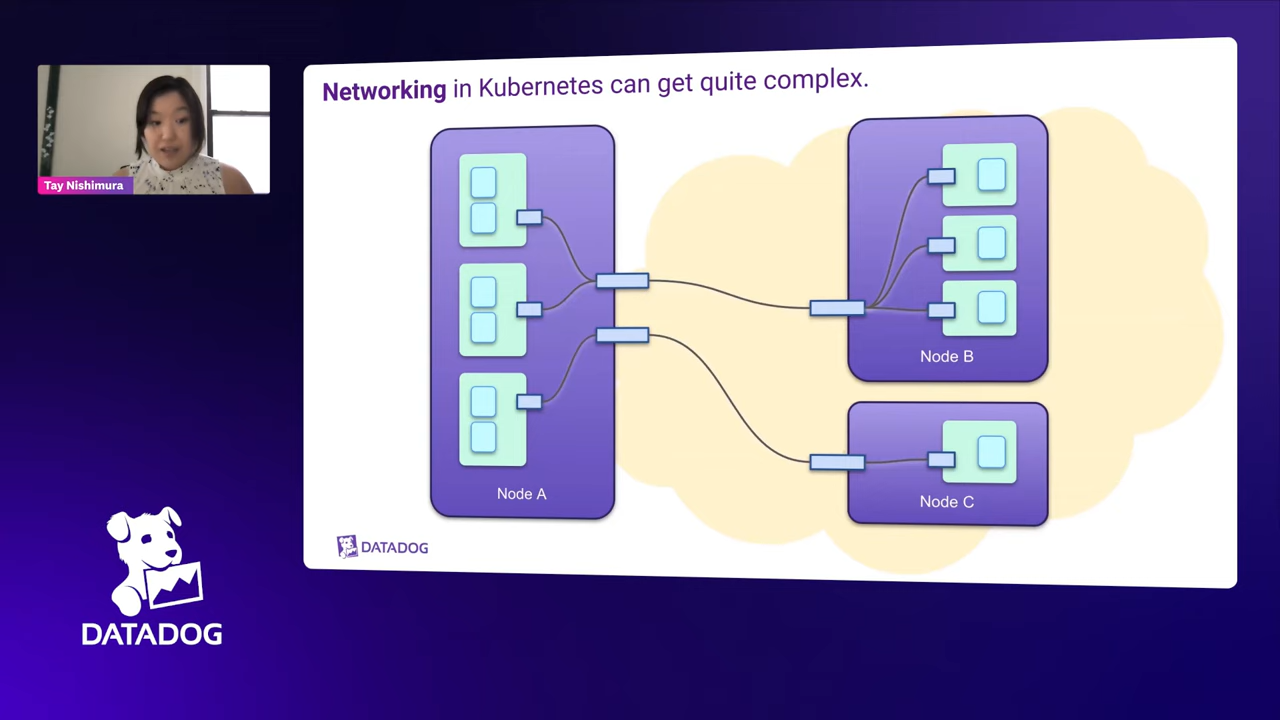 Networking in Kubernetes can get quite complex.
Tay Nishimura
Node A
Node B
Node C
DATADOG
DATADOG